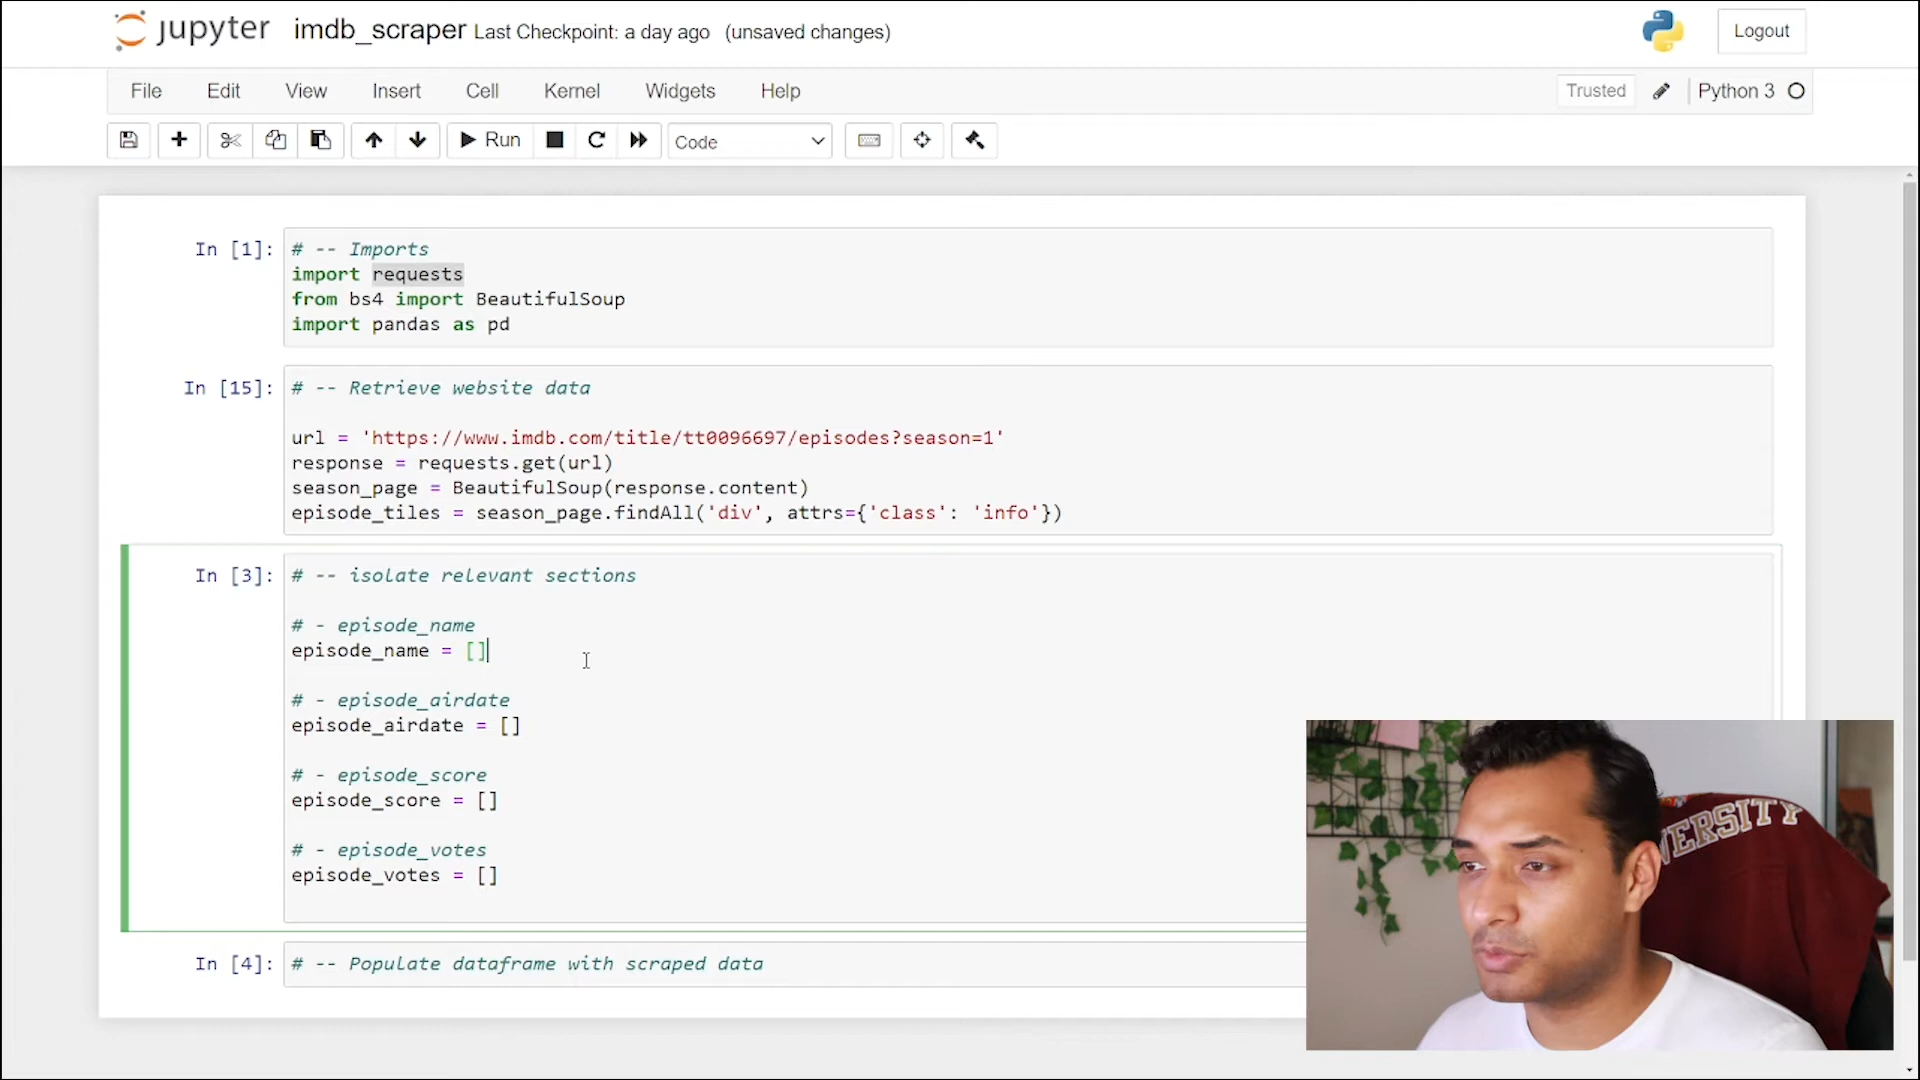 jupyter imdb_scraper Last Checkpoint: a day ago (unsaved changes) Logout
File Edit View Insert Cell Kernel Widgets Help Trusted Python 3
Run Code
In [1]: # -- Imports
import requests
from bs4 import BeautifulSoup
import pandas as pd
In [15]: # -- Retrieve website data
url = 'https://www.imdb.com/title/tt0096697/episodes?season=1'
response = requests.get(url)
season_page = BeautifulSoup(response.content)
episode_tiles = season_page.findAll('div', attrs={'class': 'info'})
In [3]: # -- isolate relevant sections
# - episode_name
episode_name = []
# - episode_airdate
episode_airdate = []
# - episode_score
episode_score = []
# - episode_votes
episode_votes = []
In [4]: # -- Populate dataframe with scraped data
VERSITY